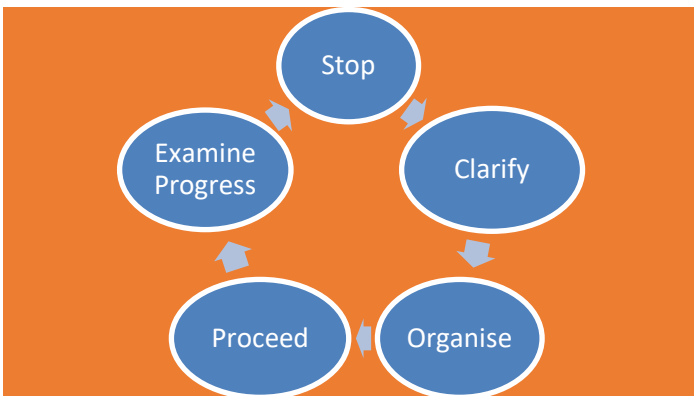 Stop
Clarify
Organise
Proceed
Examine
Progress